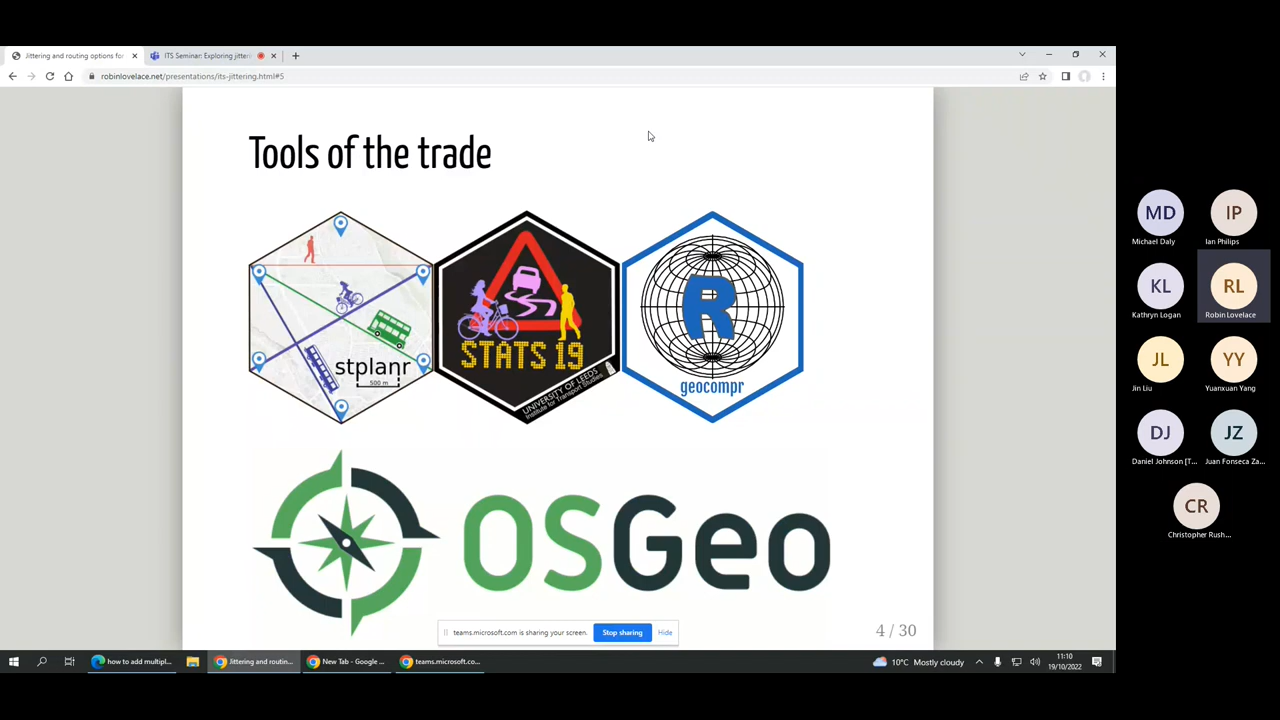 Jittering and routing options for
ITS Seminar: Exploring jitteri
robinlovelace.net/presentations/its-jittering.html#5
Tools of the trade
stplanr
500 m
STATS 19
UNIVERSITY OF LEEDS
Institute for Transport Studies
R
geocompr
OSGeo
teams.microsoft.com is sharing your screen.
Stop sharing
Hide
4 / 30
MD
Michael Daly
IP
Ian Philips
KL
Kathryn Logan
RL
Robin Lovelace
JL
Jin Liu
YY
Yuanxuan Yang
DJ
Daniel Johnson [T...
JZ
Juan Fonseca Za...
CR
Christopher Rush...
how to add multipl...
Jittering and routin...
New Tab - Google ...
teams.microsoft.co...
10°C Mostly cloudy
11:10
19/10/2022